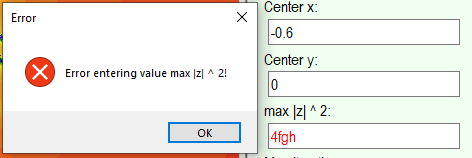 Error
Error entering value max |z| ^ 2!
OK
Center x:
-0.6
Center y:
0
max |z| ^ 2:
4fgh